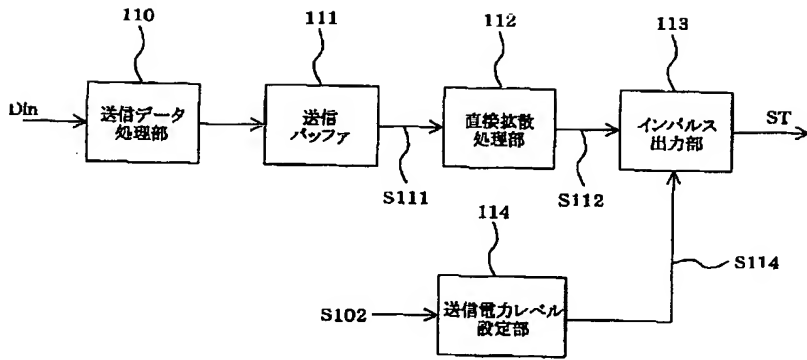 110
111
112
113
Din
送信データ
処理部
送信
バッファ
直接拡散
処理部
インパルス
出力部
ST
S111
S112
114
S114
S102
送信電力レベル
設定部